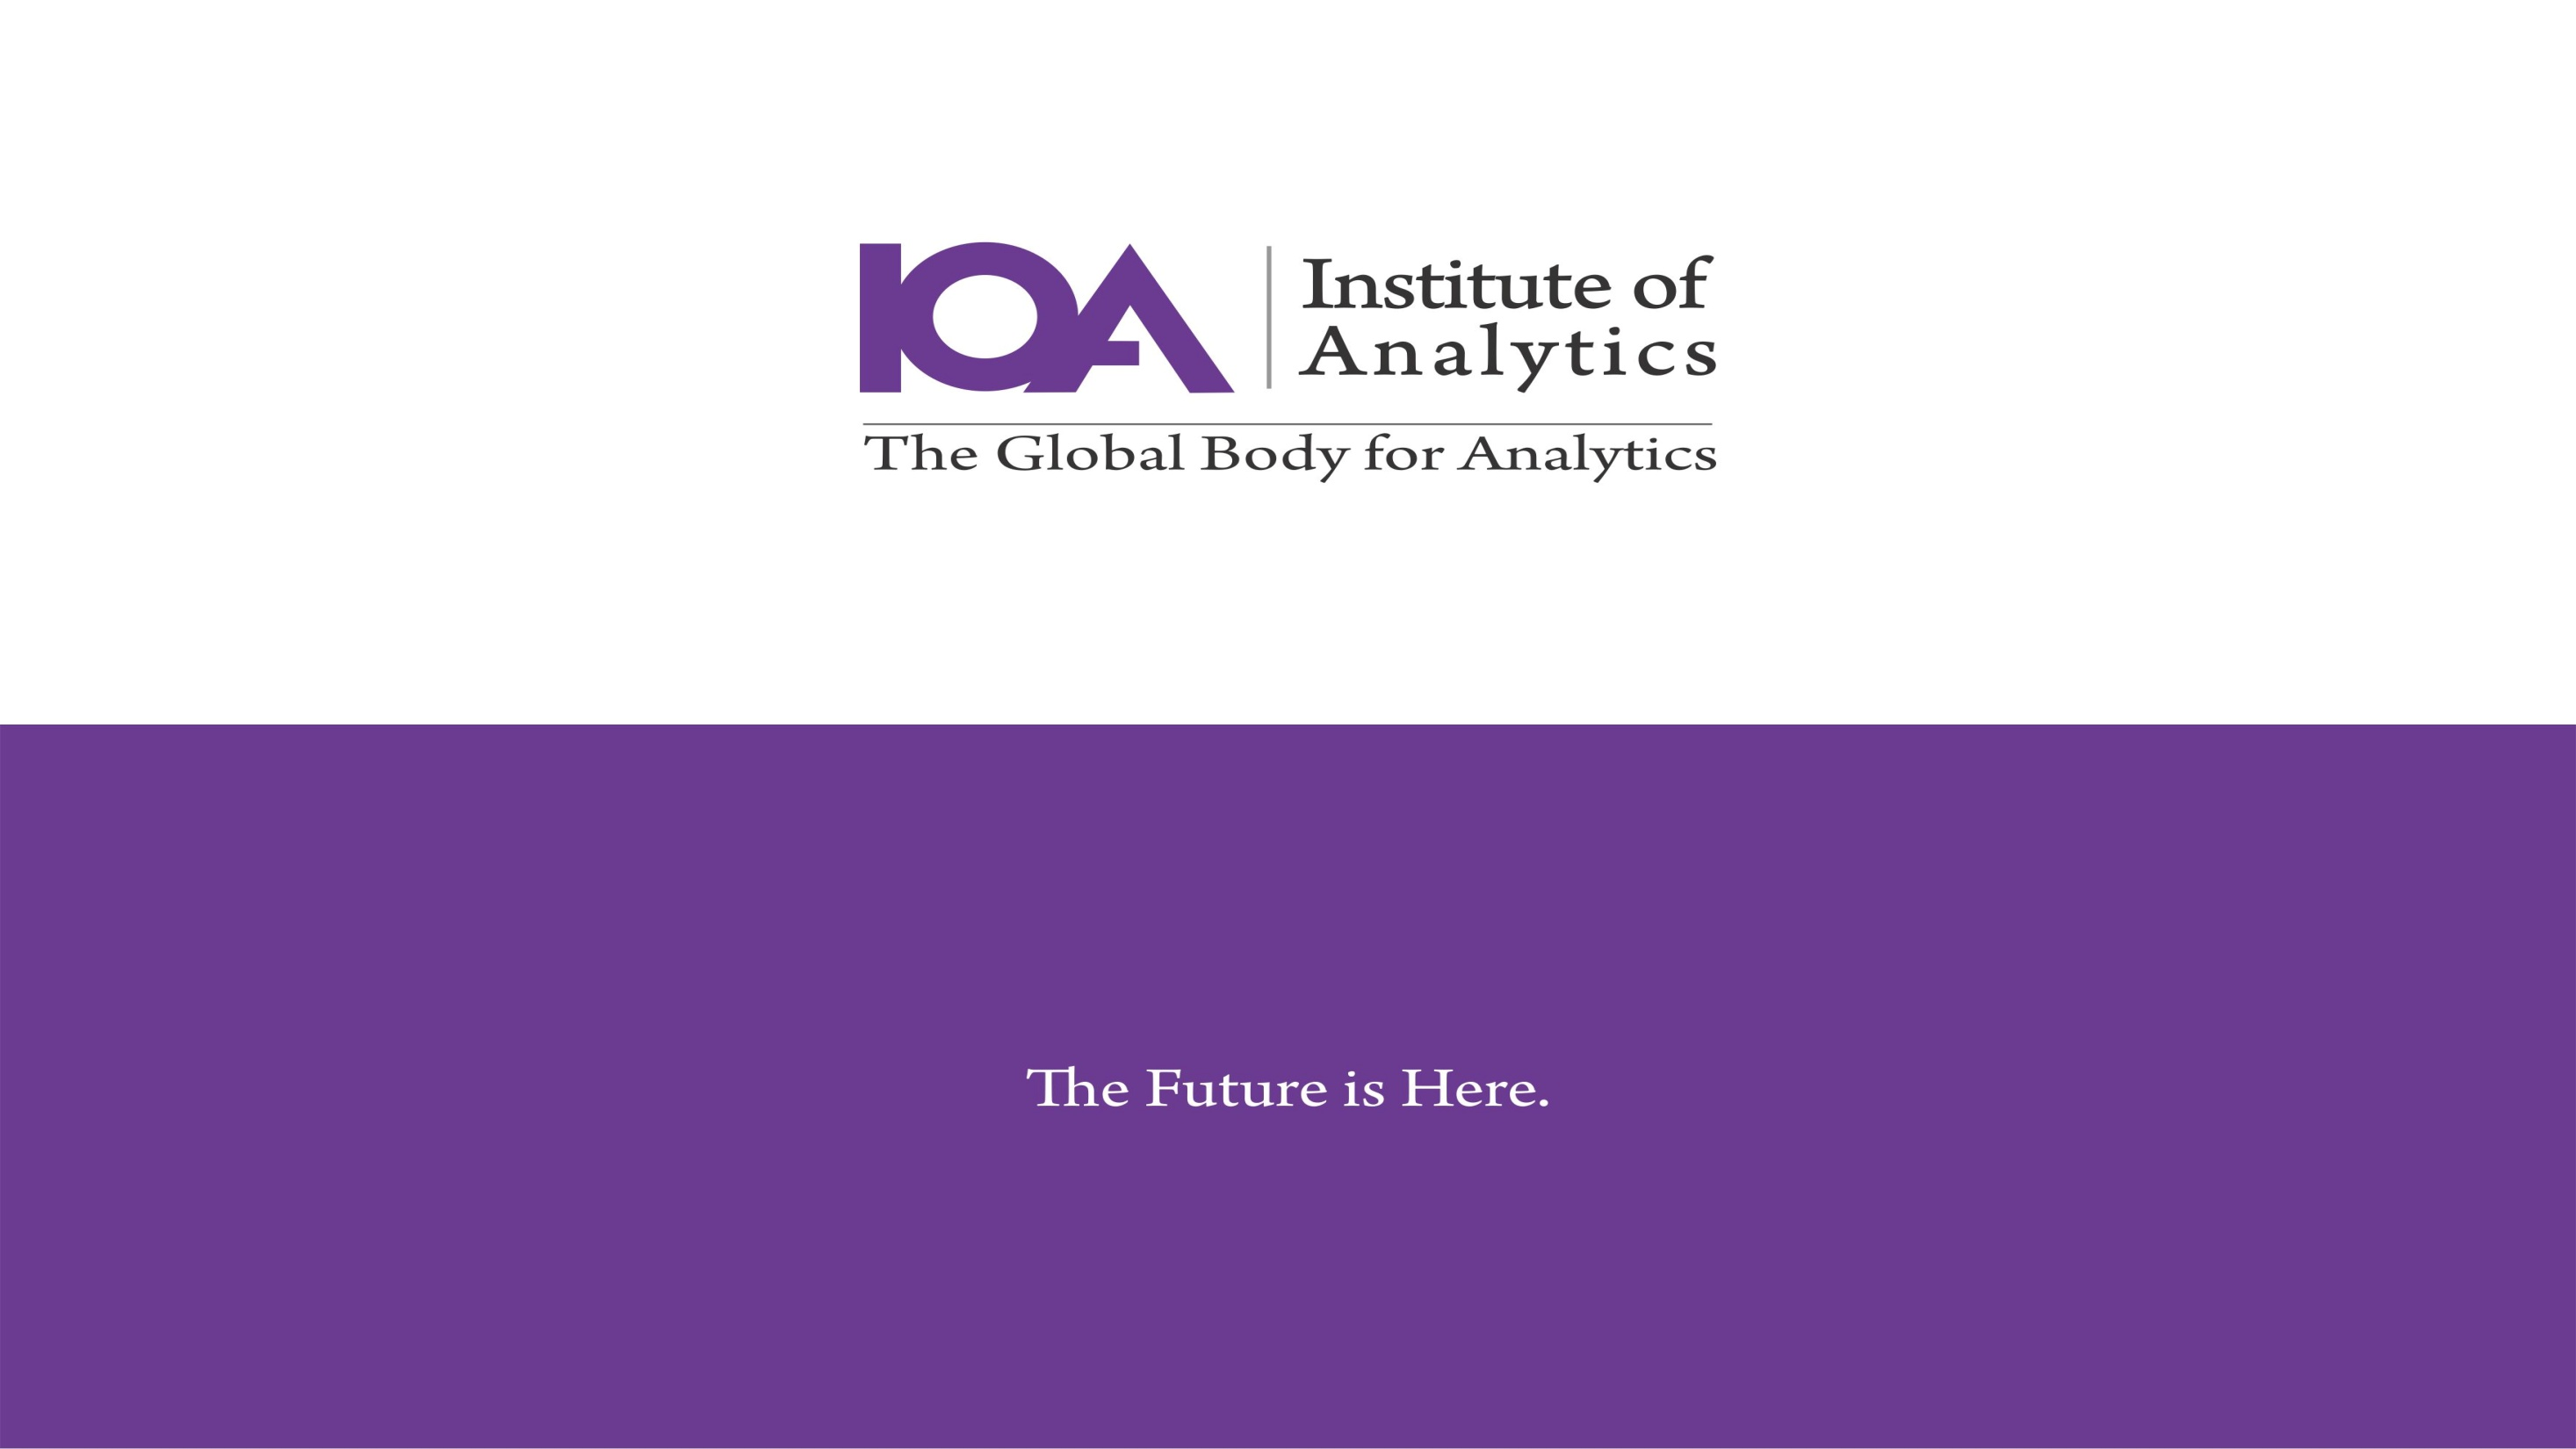 IOA
Institute of
Analytics
The Global Body for Analytics
The Future is Here.